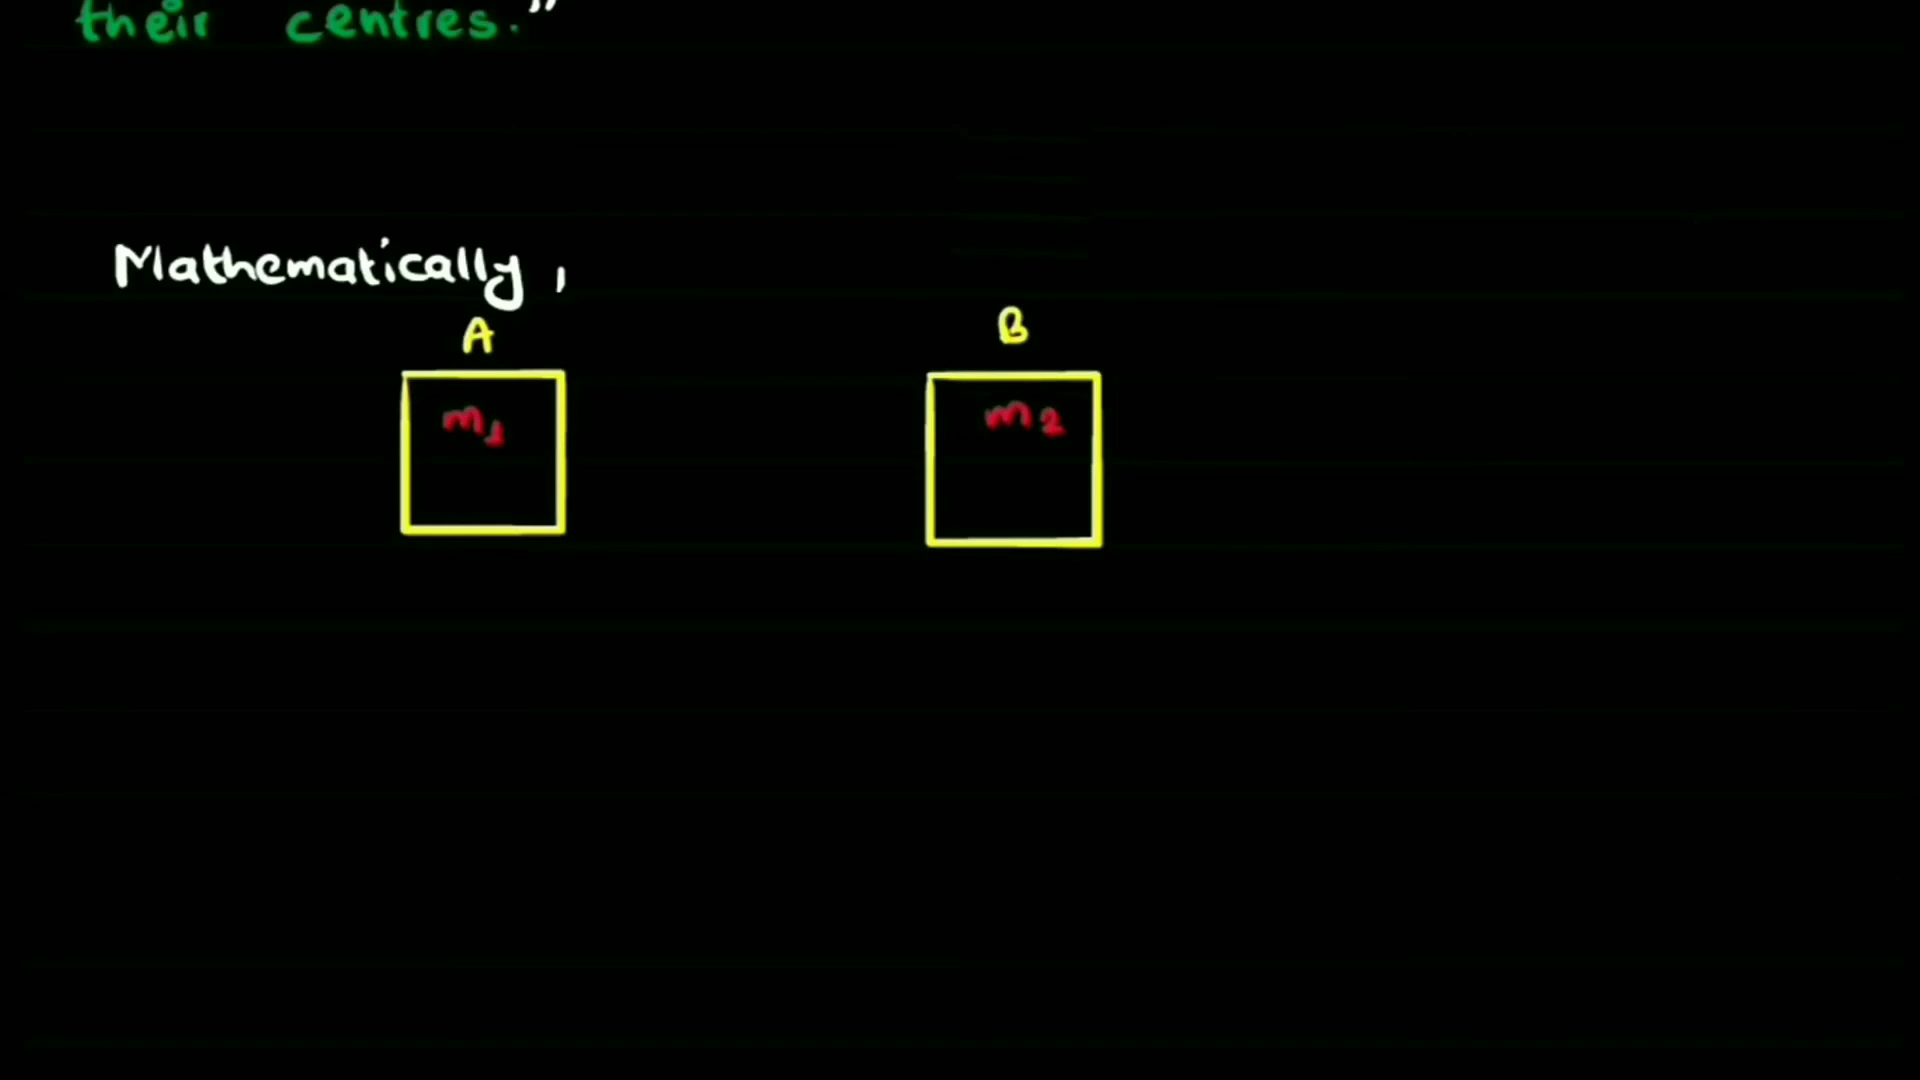 their centres."
Mathematically,
A B
m₁ m₂